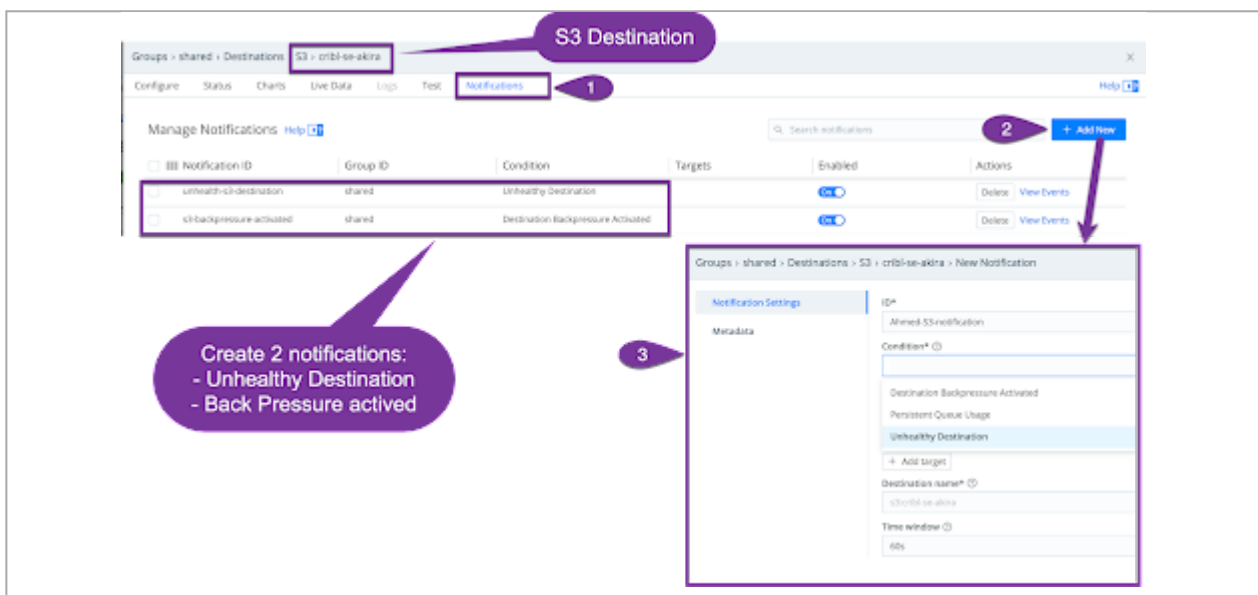 S3 Destination
Groups > shared > Destinations > S3 > cribl-se-akira
Configure Status Charts Live Data Logs Test Notifications
1
Help
Manage Notifications Help
Search notifications
2
+ Add New
Notification ID Group ID Condition Targets Enabled Actions
unhealth-s3-destination shared Unhealthy Destination On Delete View Events
s3-backpressure-activated shared Destination Backpressure Activated On Delete View Events
Create 2 notifications:
- Unhealthy Destination
- Back Pressure actived
3
Groups > shared > Destinations > S3 > cribl-se-akira > New Notification
Notification Settings
Metadata
ID*
Ahmed-S3-notification
Condition*
Destination Backpressure Activated
Persistent Queue Usage
Unhealthy Destination
+ Add target
Destination name*
s3:cribl-se-akira
Time window
60s